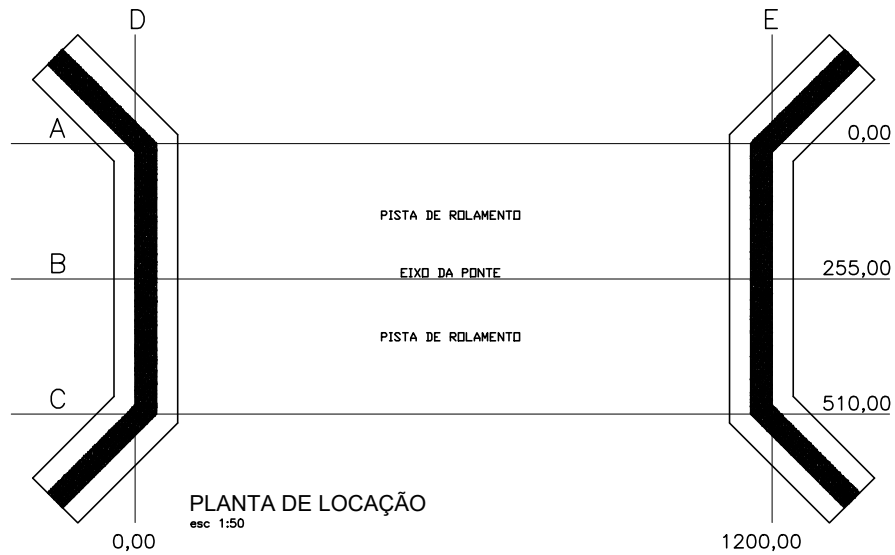 D
E
A
0,00
PISTA DE ROLAMENTO
B
EIXO DA PONTE
255,00
PISTA DE ROLAMENTO
C
510,00
PLANTA DE LOCAÇÃO
esc 1:50
0,00
1200,00